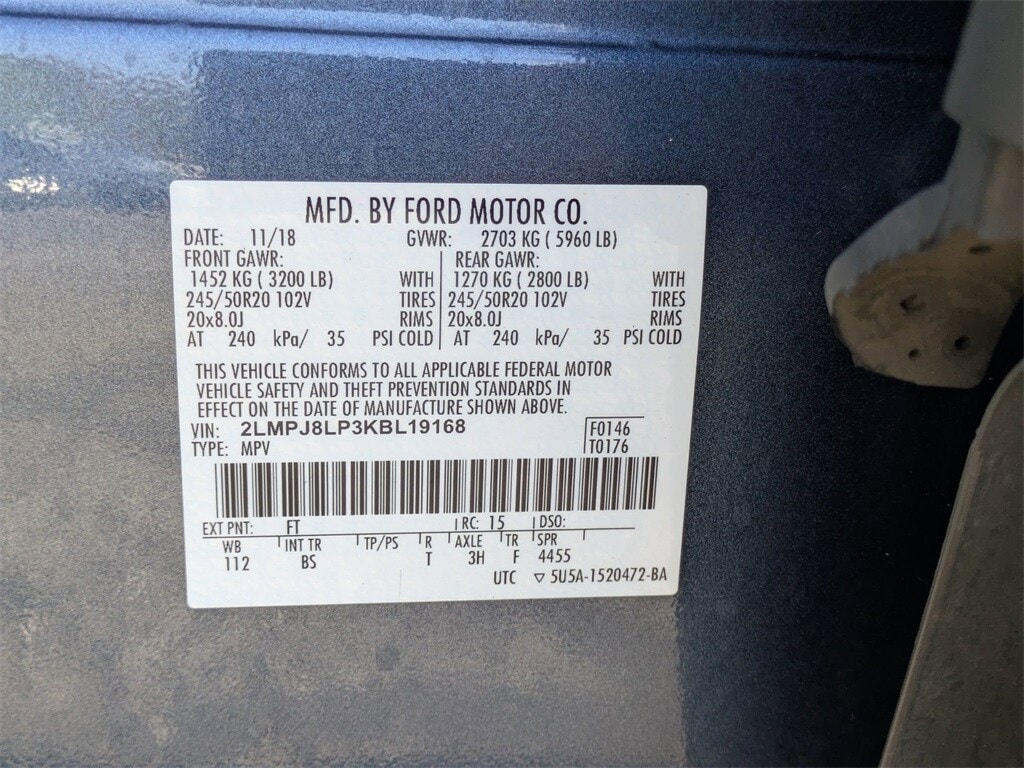 MFD. BY FORD MOTOR CO.
DATE: 11/18 GVWR: 2703 KG ( 5960 LB)
FRONT GAWR: REAR GAWR:
1452 KG ( 3200 LB) WITH 1270 KG ( 2800 LB) WITH
245/50R20 102V TIRES 245/50R20 102V TIRES
20x8.0J RIMS 20x8.0J RIMS
AT 240 kPa/ 35 PSI COLD AT 240 kPa/ 35 PSI COLD
THIS VEHICLE CONFORMS TO ALL APPLICABLE FEDERAL MOTOR
VEHICLE SAFETY AND THEFT PREVENTION STANDARDS IN
EFFECT ON THE DATE OF MANUFACTURE SHOWN ABOVE.
VIN: 2LMPJ8LP3KBL19168 F0146
TYPE: MPV T0176
EXT PNT: FT RC: 15 DSO:
WB INT TR TP/PS R AXLE TR SPR
112 BS T 3H F 4455
UTC ▽ 5U5A-1520472-BA